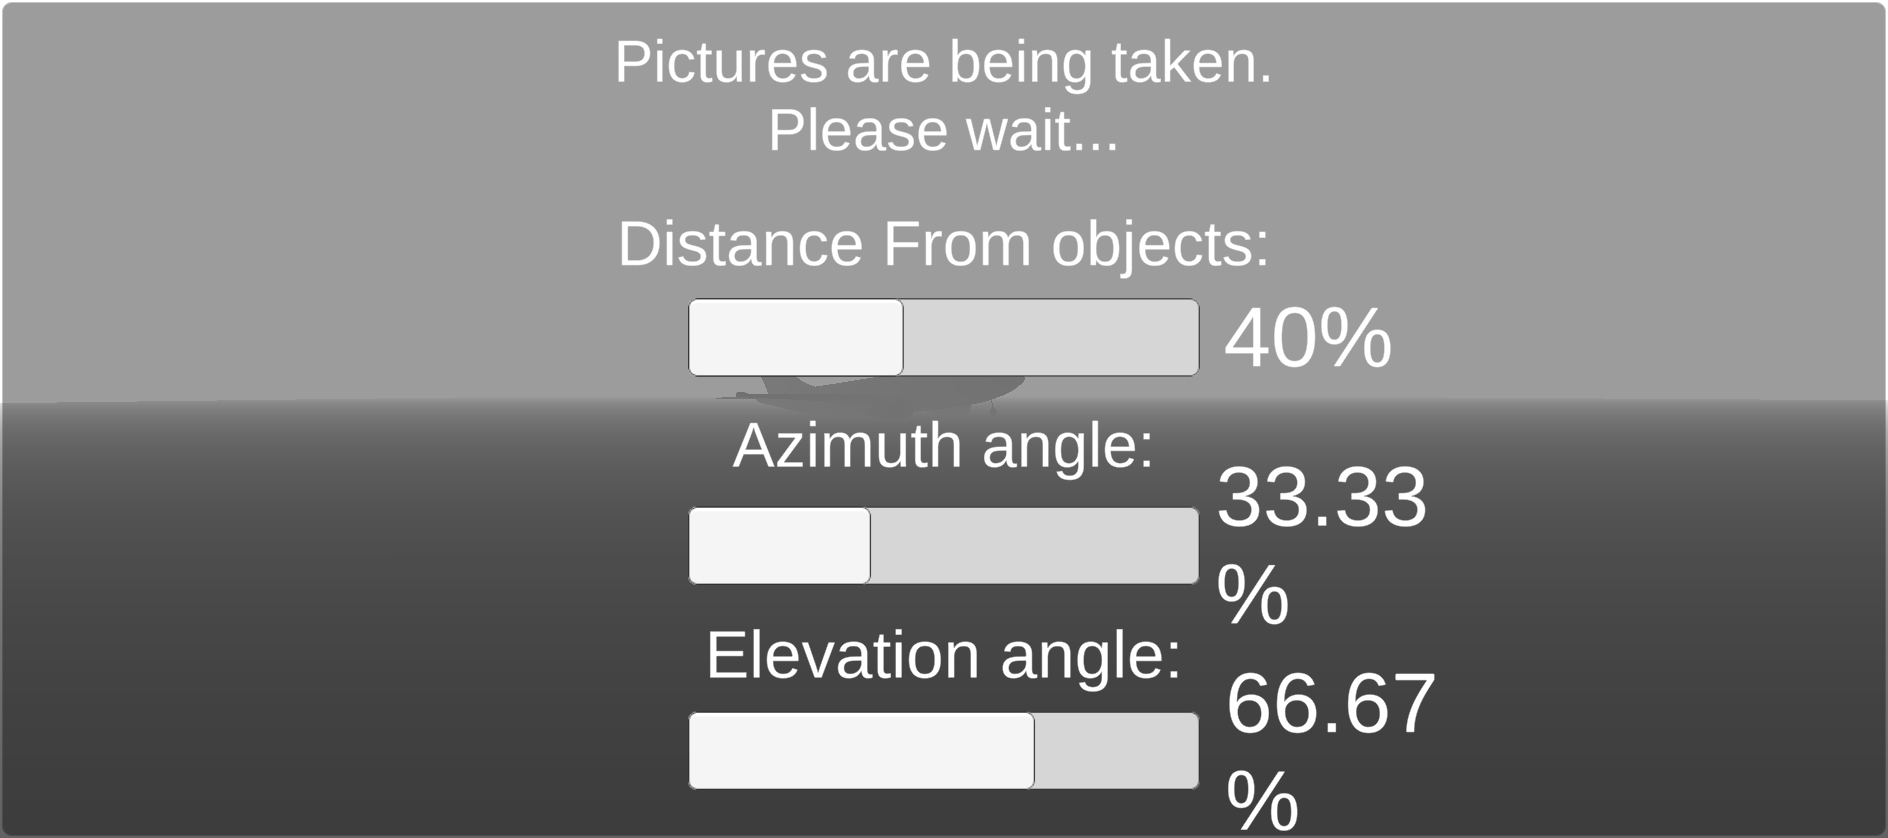 Pictures are being taken.
Please wait...
Distance From objects:
40%
Azimuth angle:
33.33
%
Elevation angle:
66.67
%